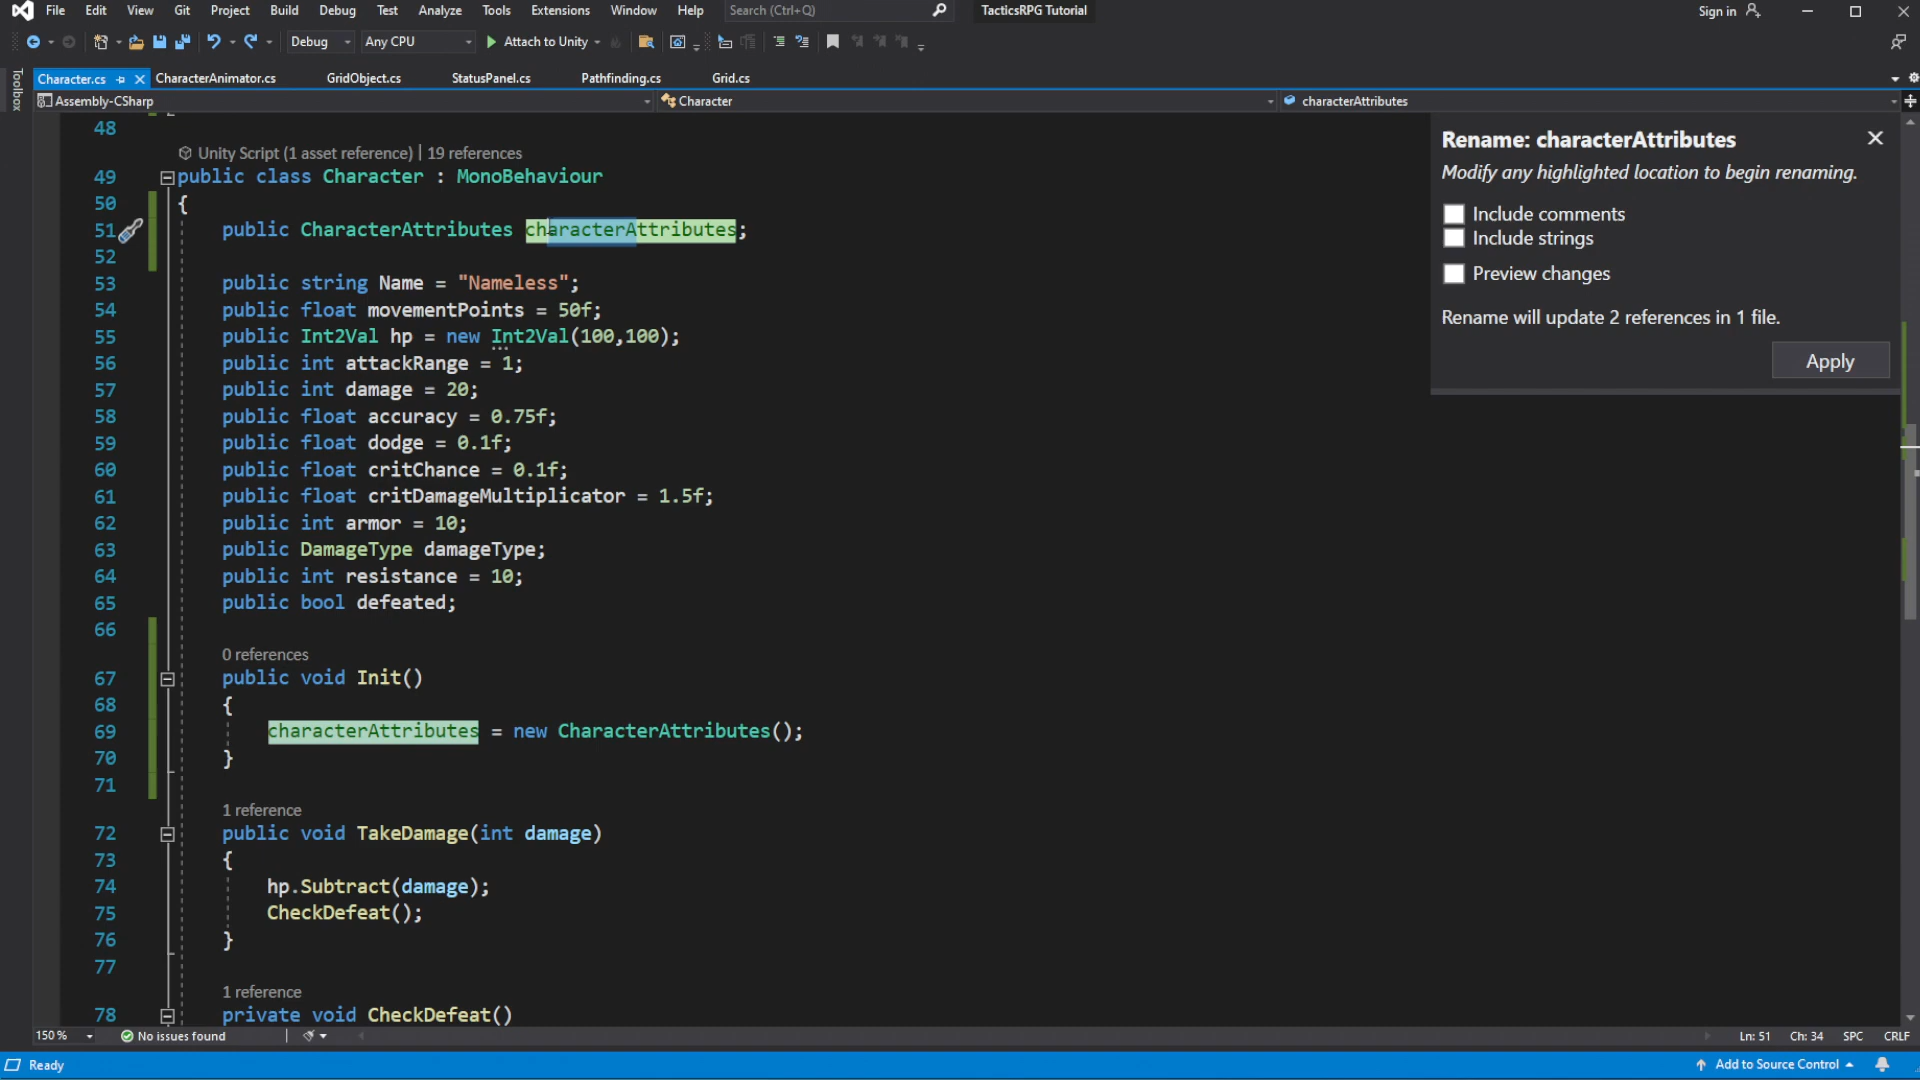 File Edit View Git Project Build Debug Test Analyze Tools Extensions Window Help Search (Ctrl+Q) TacticsRPG Tutorial Sign in
Debug Any CPU Attach to Unity
Toolbox
Character.cs CharacterAnimator.cs GridObject.cs StatusPanel.cs Pathfinding.cs Grid.cs
Assembly-CSharp Character characterAttributes
48
Unity Script (1 asset reference) | 19 references
49 public class Character : MonoBehaviour
50 {
51 public CharacterAttributes characterAttributes;
52
53 public string Name = "Nameless";
54 public float movementPoints = 50f;
55 public Int2Val hp = new Int2Val(100,100);
56 public int attackRange = 1;
57 public int damage = 20;
58 public float accuracy = 0.75f;
59 public float dodge = 0.1f;
60 public float critChance = 0.1f;
61 public float critDamageMultiplicator = 1.5f;
62 public int armor = 10;
63 public DamageType damageType;
64 public int resistance = 10;
65 public bool defeated;
66
0 references
67 public void Init()
68 {
69 characterAttributes = new CharacterAttributes();
70 }
71
1 reference
72 public void TakeDamage(int damage)
73 {
74 hp.Subtract(damage);
75 CheckDefeat();
76 }
77
1 reference
78 private void CheckDefeat()
Rename: characterAttributes
Modify any highlighted location to begin renaming.
Include comments
Include strings
Preview changes
Rename will update 2 references in 1 file.
Apply
150 % No issues found Ln: 51 Ch: 34 SPC CRLF
Ready Add to Source Control